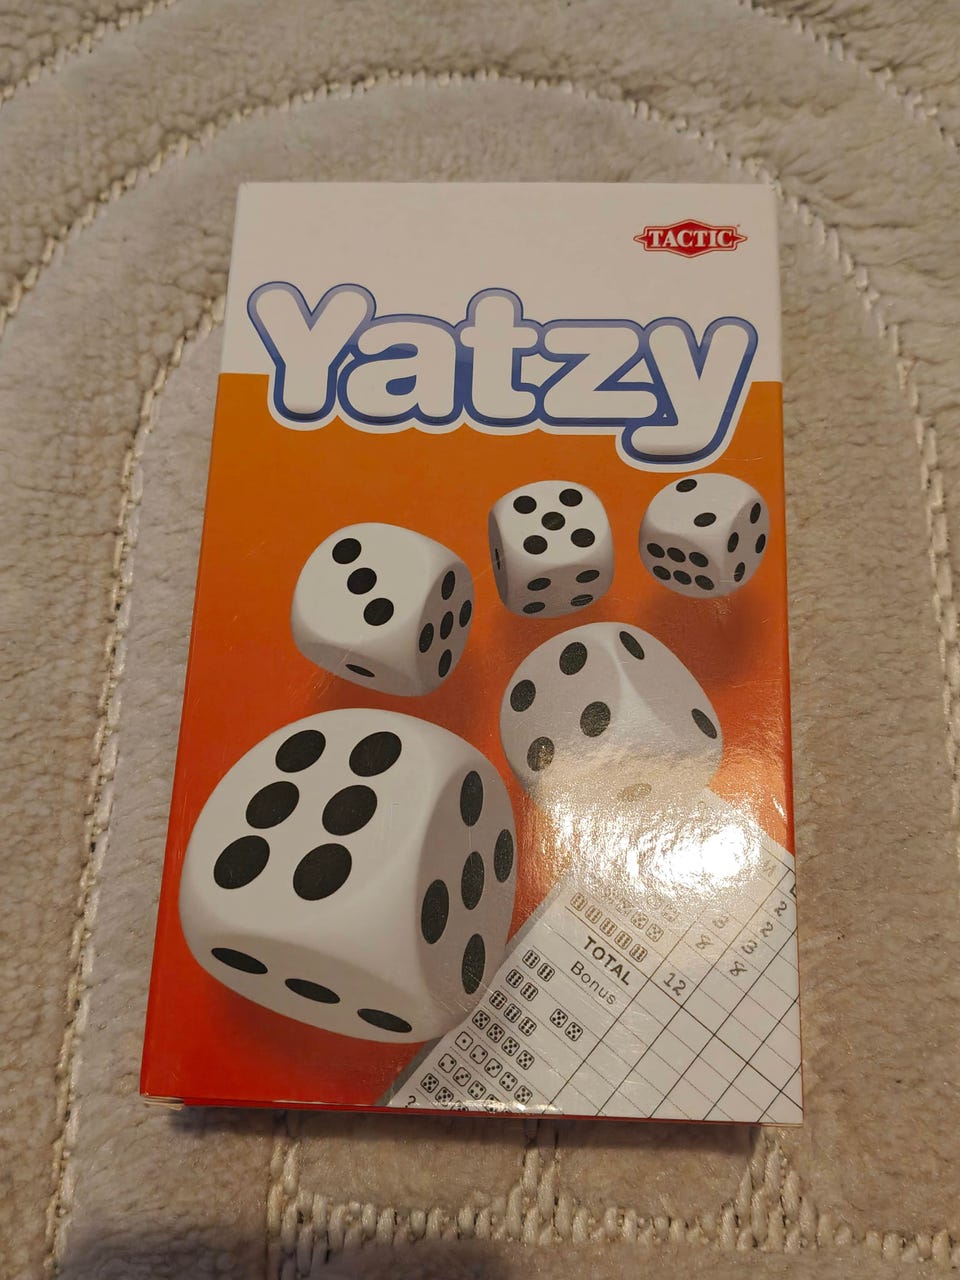 TACTIC
Yatzy
TOTAL
12
Bonus